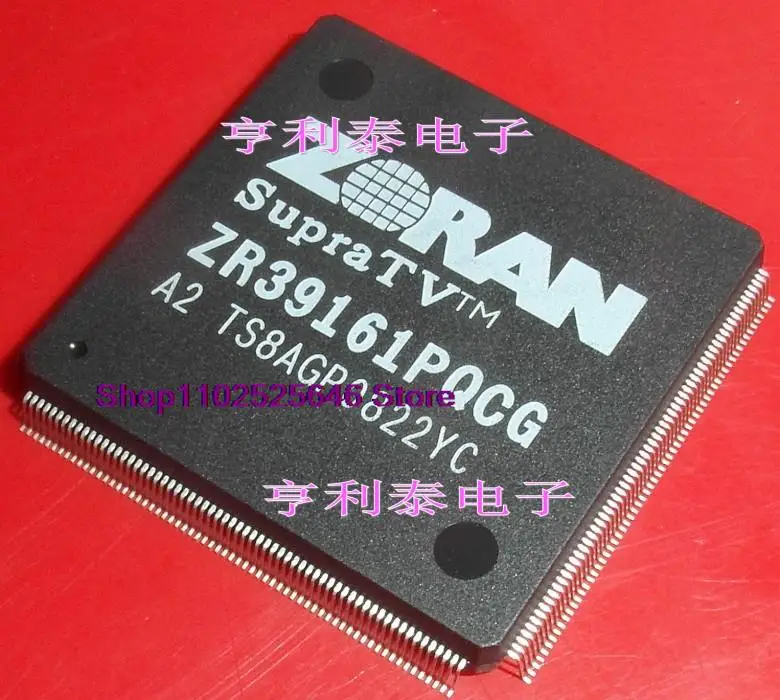 亨利泰电子
ZORAN
SupraTV™
ZR39161PQCG
A2 TS8AGP 822YC
Shop1102525646 Store
亨利泰电子